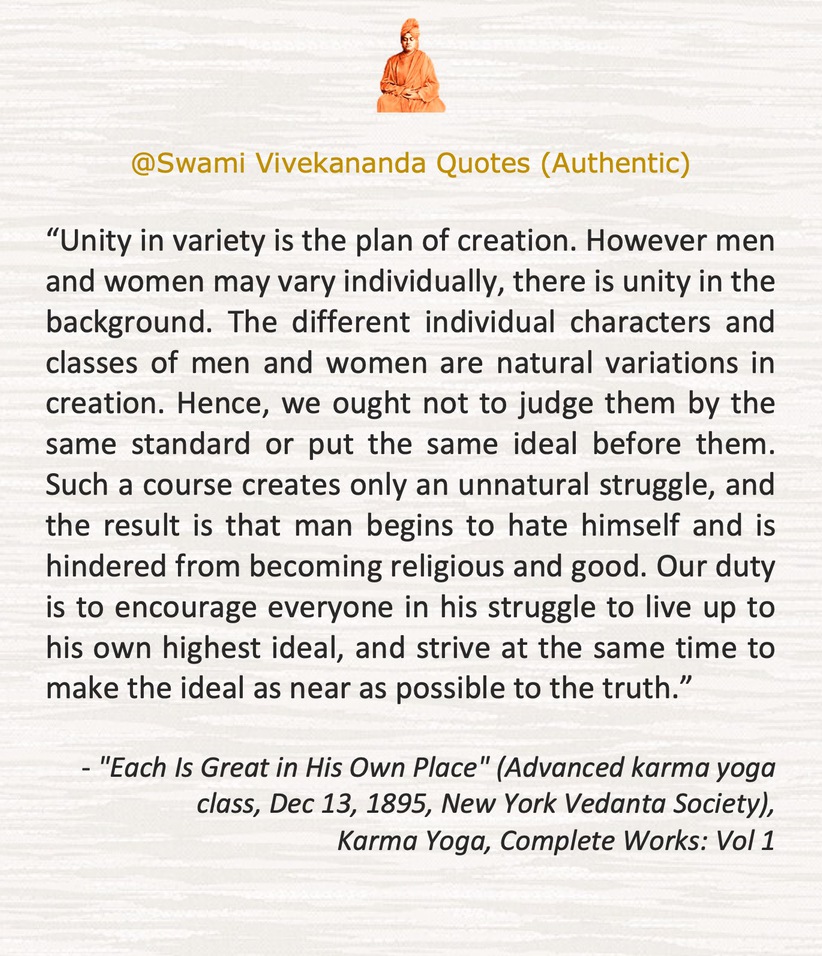 @Swami Vivekananda Quotes (Authentic)
“Unity in variety is the plan of creation. However men
and women may vary individually, there is unity in the
background. The different individual characters and
classes of men and women are natural variations in
creation. Hence, we ought not to judge them by the
same standard or put the same ideal before them.
Such a course creates only an unnatural struggle, and
the result is that man begins to hate himself and is
hindered from becoming religious and good. Our duty
is to encourage everyone in his struggle to live up to
his own highest ideal, and strive at the same time to
make the ideal as near as possible to the truth.”
- "Each Is Great in His Own Place" (Advanced karma yoga
class, Dec 13, 1895, New York Vedanta Society),
Karma Yoga, Complete Works: Vol 1